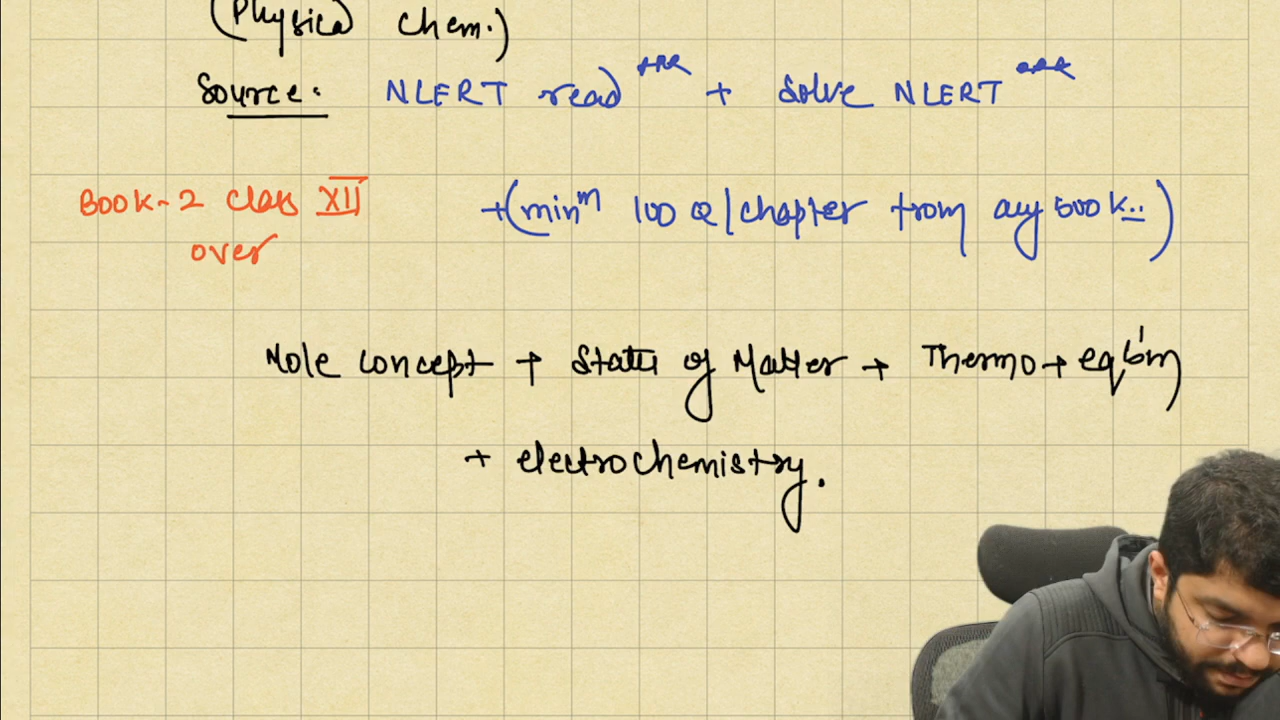 (Physical Chem.)
Source: NCERT read *** + Solve NCERT ***
Book-2 Class XII
over
+(minᵐ 100 Q/chapter from any book..)
Mole concept + State of Matter + Thermo + eqbm
+ electrochemistry.